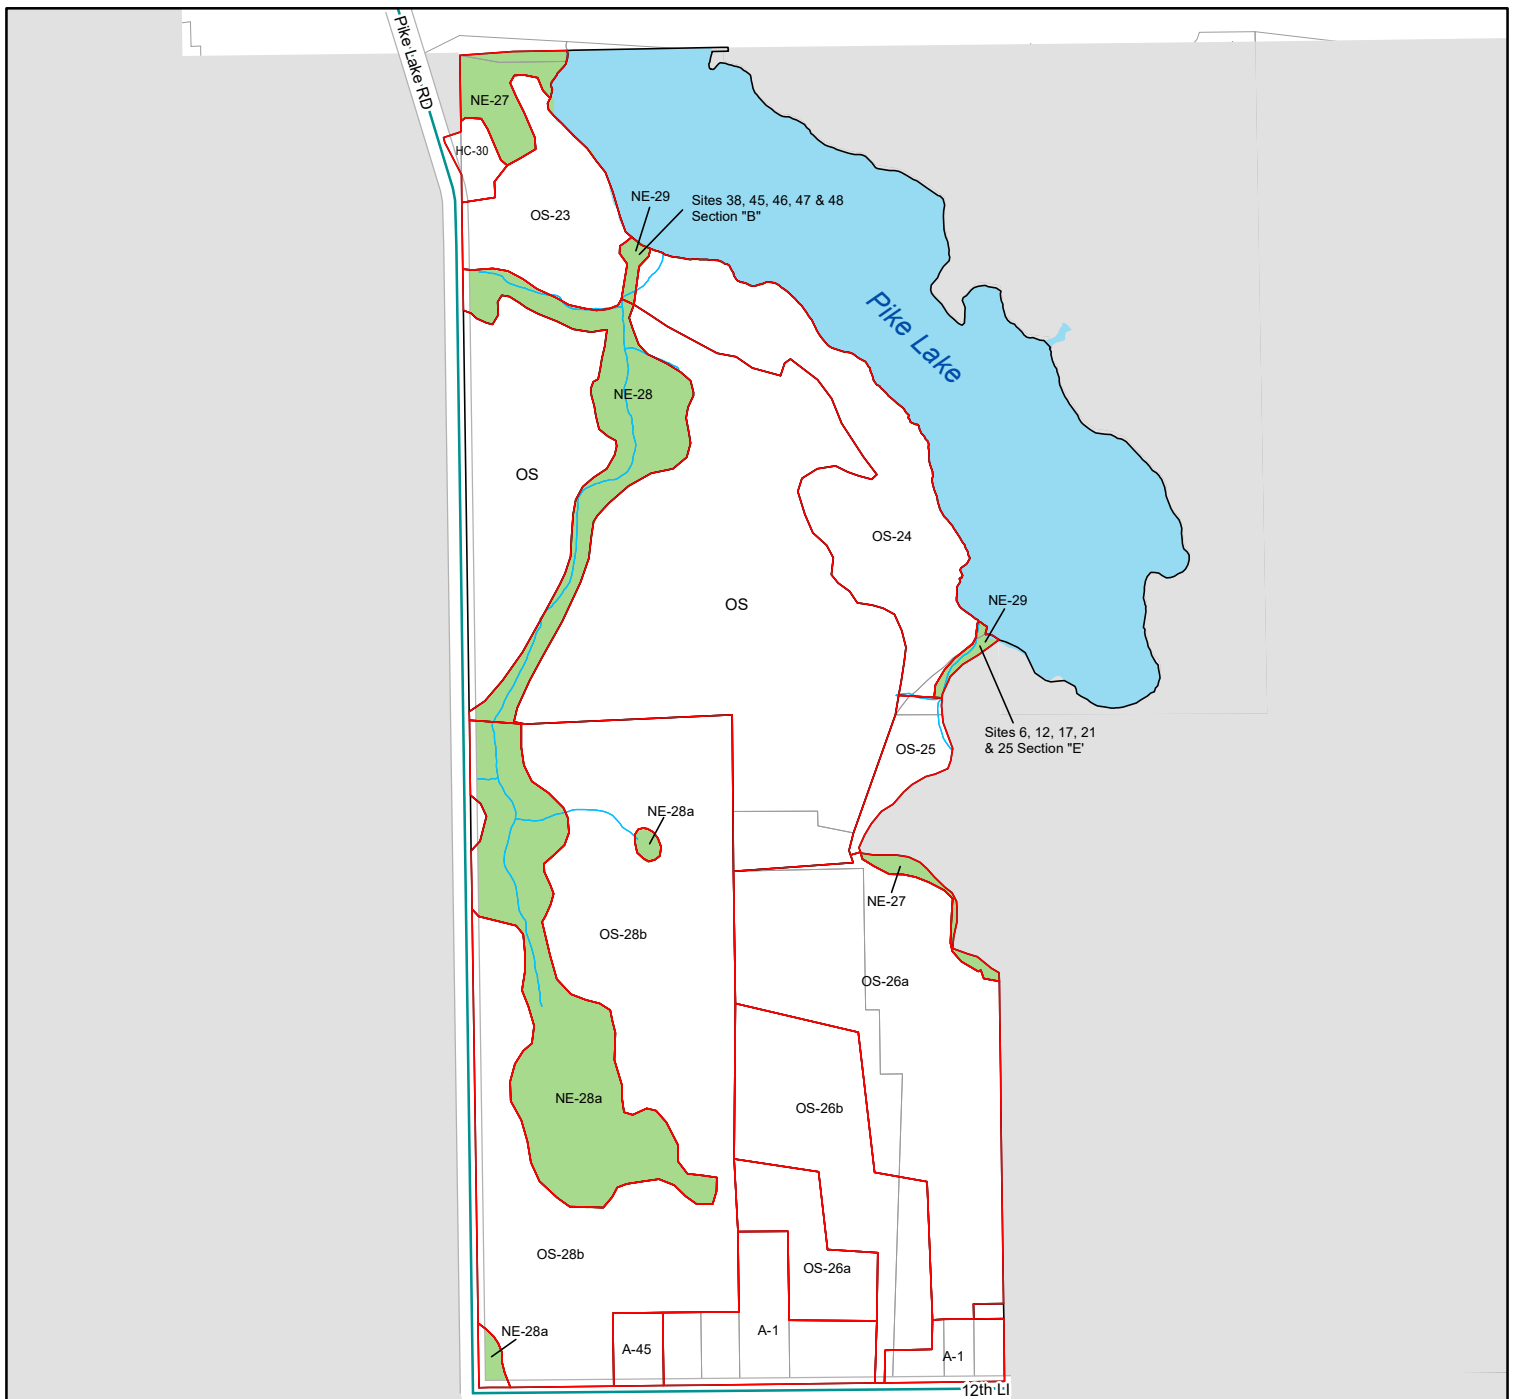 Pike Lake RD
NE-27
HC-30
OS-23
NE-29
Sites 38, 45, 46, 47 & 48
Section "B"
Pike Lake
NE-28
OS
OS-24
OS
NE-29
Sites 6, 12, 17, 21
& 25 Section "E'
OS-25
NE-28a
NE-27
OS-28b
OS-26a
NE-28a
OS-26b
OS-28b
OS-26a
NE-28a
A-45
A-1
A-1
12th LI